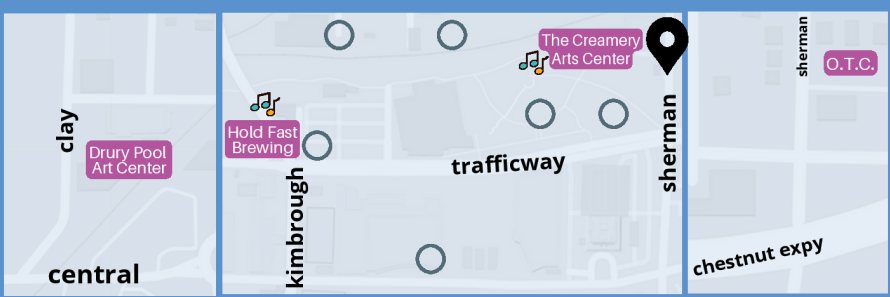 clay
Drury Pool
Art Center
central
Hold Fast
Brewing
kimbrough
The Creamery
Arts Center
trafficway
sherman
sherman
O.T.C.
chestnut expy